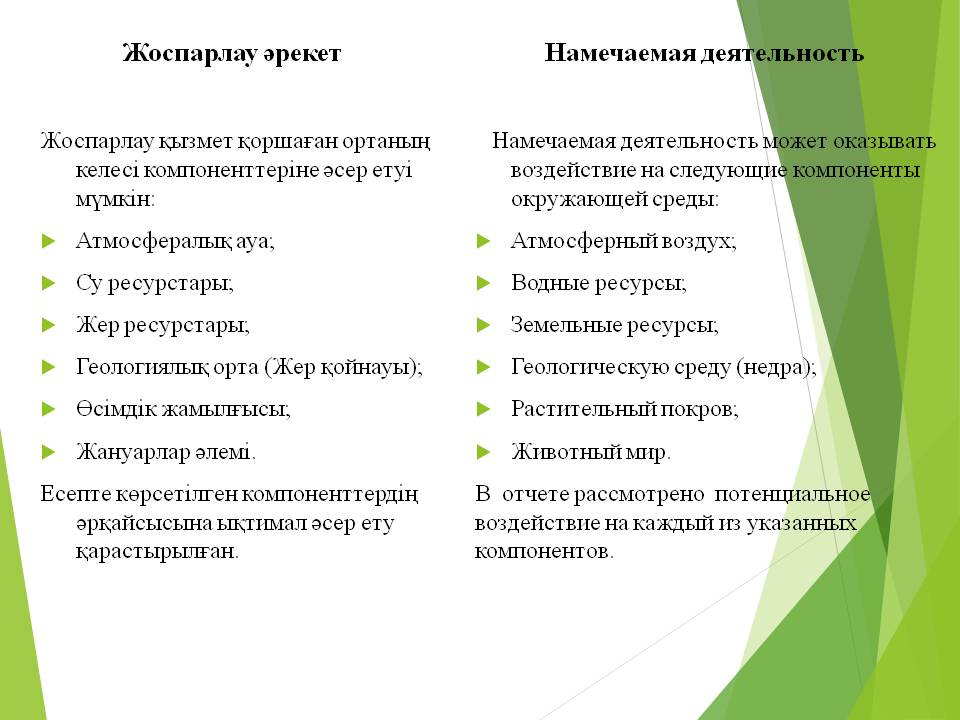 Жоспарлау әрекет
Жоспарлау қызмет қоршаған ортаның
келесі компоненттеріне әсер етуі
мүмкін:
Атмосфералық ауа;
Су ресурстары;
Жер ресурстары;
Геологиялық орта (Жер қойнауы);
Өсімдік жамылғысы;
Жануарлар әлемі.
Есепте көрсетілген компоненттердің
әрқайсысына ықтимал әсер ету
қарастырылған.
Намечаемая деятельность
Намечаемая деятельность может оказывать
воздействие на следующие компоненты
окружающей среды:
Атмосферный воздух;
Водные ресурсы;
Земельные ресурсы;
Геологическую среду (недра);
Растительный покров;
Животный мир.
В отчете рассмотрено потенциальное
воздействие на каждый из указанных
компонентов.